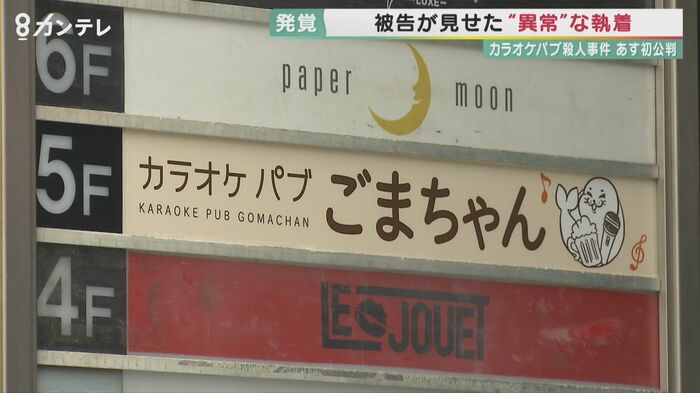 8カンテレ
発覚
被告が見せた“異常”な執着
カラオケパブ殺人事件 あす初公判
LUXE
6F
paper moon
5F
カラオケ パブ
KARAOKE PUB GOMACHAN
ごまちゃん
4F
LE JOUET